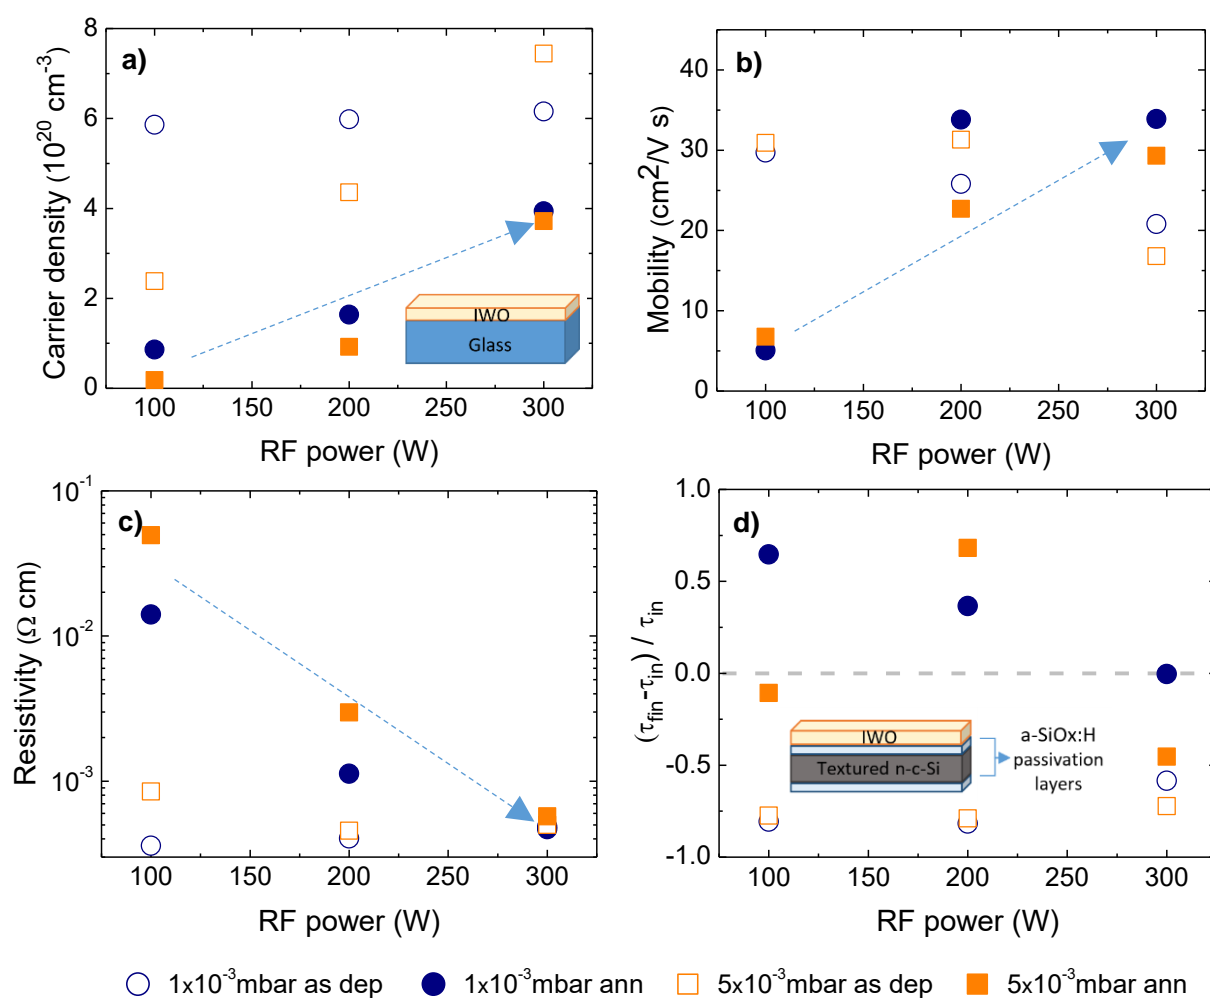 a)
Carrier density (10²⁰ cm⁻³)
8
6
4
2
0
IWO
Glass
100 150 200 250 300
RF power (W)
b)
Mobility (cm²/V s)
40
30
20
10
0
100 150 200 250 300
RF power (W)
c)
Resistivity (Ω cm)
10⁻¹
10⁻²
10⁻³
100 150 200 250 300
RF power (W)
d)
(τfin-τin) / τin
1.0
0.5
0.0
-0.5
-1.0
IWO
Textured n-c-Si
a-SiOx:H
passivation
layers
100 150 200 250 300
RF power (W)
1x10⁻³mbar as dep 1x10⁻³mbar ann 5x10⁻³mbar as dep 5x10⁻³mbar ann